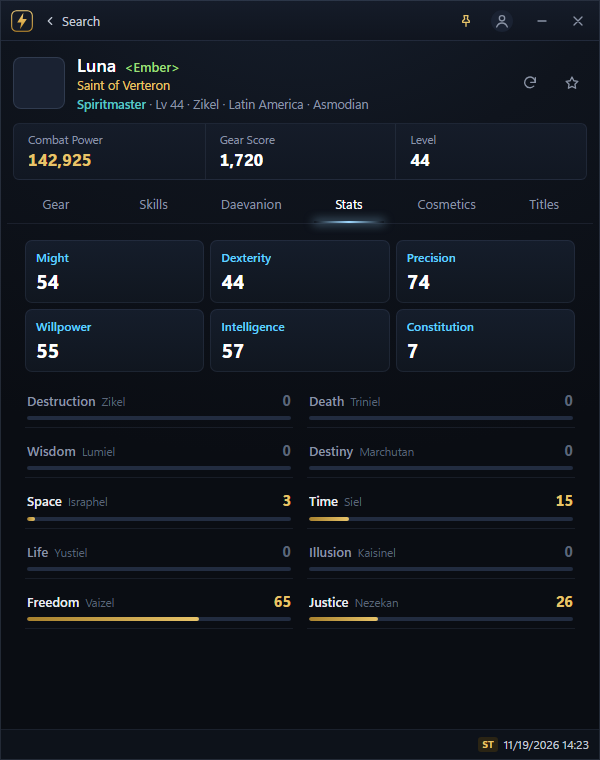 Search
Luna <Ember>
Saint of Verteron
Spiritmaster · Lv 44 · Zikel · Latin America · Asmodian
Combat Power Gear Score Level
142,925 1,720 44
Gear Skills Daevanion Stats Cosmetics Titles
Might Dexterity Precision
54 44 74
Willpower Intelligence Constitution
55 57 7
Destruction Zikel 0 Death Triniel 0
Wisdom Lumiel 0 Destiny Marchutan 0
Space Israphel 3 Time Siel 15
Life Yustiel 0 Illusion Kaisinel 0
Freedom Vaizel 65 Justice Nezekan 26
ST 11/19/2026 14:23